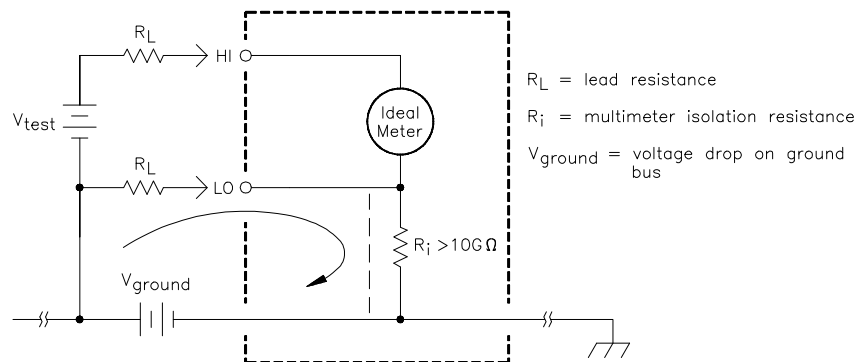 R_L
HI
V_test
Ideal
Meter
R_L
LO
R_i >10GΩ
V_ground
R_L = lead resistance
R_i = multimeter isolation resistance
V_ground = voltage drop on ground
bus